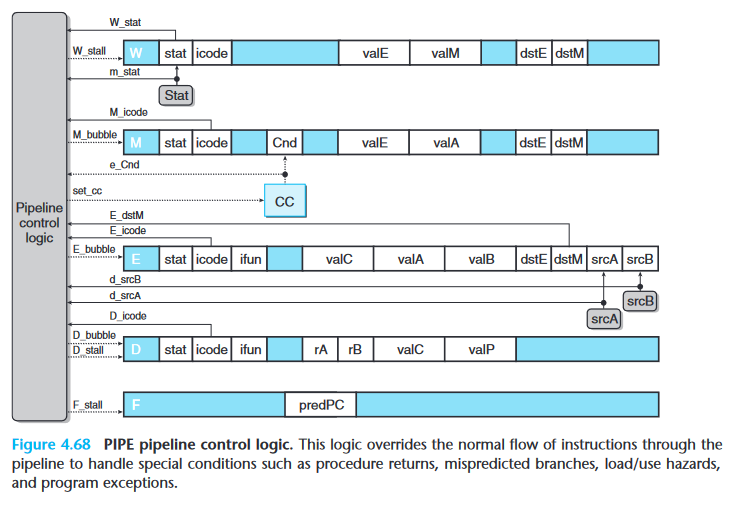 W_stat
W_stall
W stat icode valE valM dstE dstM
m_stat
Stat
M_icode
M_bubble
M stat icode Cnd valE valA dstE dstM
e_Cnd
set_cc
CC
Pipeline
control
logic
E_dstM
E_icode
E_bubble
E stat icode ifun valC valA valB dstE dstM srcA srcB
d_srcB
d_srcA
srcB
srcA
D_icode
D_bubble
D_stall
D stat icode ifun rA rB valC valP
F_stall
F predPC
Figure 4.68 PIPE pipeline control logic. This logic overrides the normal flow of instructions through the
pipeline to handle special conditions such as procedure returns, mispredicted branches, load/use hazards,
and program exceptions.